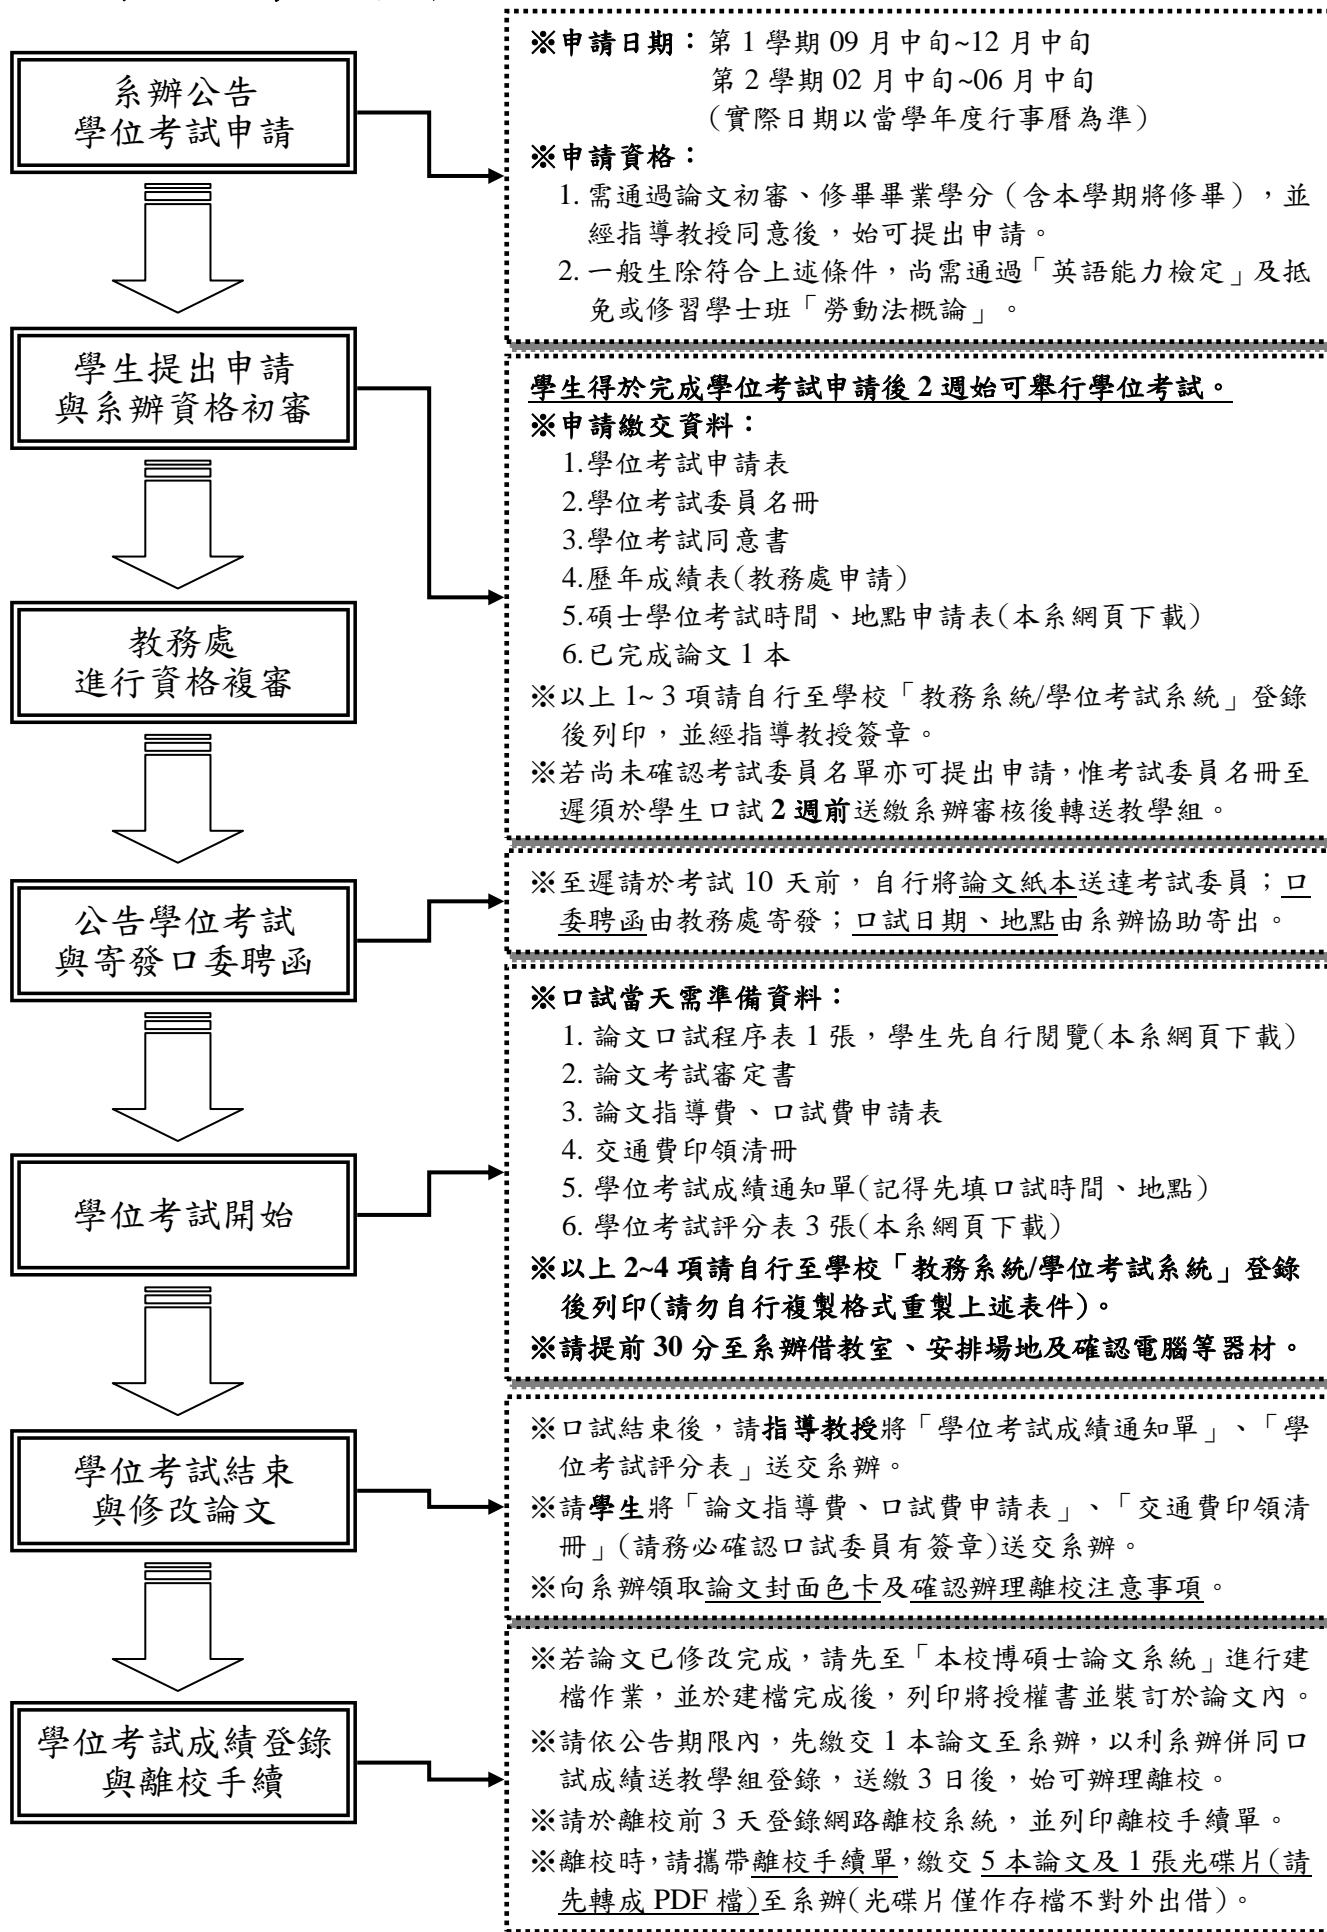 系辦公告
學位考試申請
※申請日期：第 1 學期 09 月中旬~12 月中旬
第 2 學期 02 月中旬~06 月中旬
（實際日期以當學年度行事曆為準）
※申請資格：
1. 需通過論文初審、修畢畢業學分（含本學期將修畢），並
經指導教授同意後，始可提出申請。
2. 一般生除符合上述條件，尚需通過「英語能力檢定」及抵
免或修習學士班「勞動法概論」。
學生提出申請
與系辦資格初審
學生得於完成學位考試申請後 2 週始可舉行學位考試。
※申請繳交資料：
1.學位考試申請表
2.學位考試委員名冊
3.學位考試同意書
4.歷年成績表(教務處申請)
5.碩士學位考試時間、地點申請表(本系網頁下載)
6.已完成論文 1 本
※以上 1~ 3 項請自行至學校「教務系統/學位考試系統」登錄
後列印，並經指導教授簽章。
※若尚未確認考試委員名單亦可提出申請，惟考試委員名冊至
遲須於學生口試 2 週前送繳系辦審核後轉送教學組。
教務處
進行資格複審
公告學位考試
與寄發口委聘函
※至遲請於考試 10 天前，自行將論文紙本送達考試委員；口
委聘函由教務處寄發；口試日期、地點由系辦協助寄出。
學位考試開始
※口試當天需準備資料：
1. 論文口試程序表 1 張，學生先自行閱覽(本系網頁下載)
2. 論文考試審定書
3. 論文指導費、口試費申請表
4. 交通費印領清冊
5. 學位考試成績通知單(記得先填口試時間、地點)
6. 學位考試評分表 3 張(本系網頁下載)
※以上 2~4 項請自行至學校「教務系統/學位考試系統」登錄
後列印(請勿自行複製格式重製上述表件)。
※請提前 30 分至系辦借教室、安排場地及確認電腦等器材。
學位考試結束
與修改論文
※口試結束後，請指導教授將「學位考試成績通知單」、「學
位考試評分表」送交系辦。
※請學生將「論文指導費、口試費申請表」、「交通費印領清
冊」(請務必確認口試委員有簽章)送交系辦。
※向系辦領取論文封面色卡及確認辦理離校注意事項。
學位考試成績登錄
與離校手續
※若論文已修改完成，請先至「本校博碩士論文系統」進行建
檔作業，並於建檔完成後，列印將授權書並裝訂於論文內。
※請依公告期限內，先繳交 1 本論文至系辦，以利系辦併同口
試成績送教學組登錄，送繳 3 日後，始可辦理離校。
※請於離校前 3 天登錄網路離校系統，並列印離校手續單。
※離校時，請攜帶離校手續單，繳交 5 本論文及 1 張光碟片(請
先轉成 PDF 檔)至系辦(光碟片僅作存檔不對外出借)。